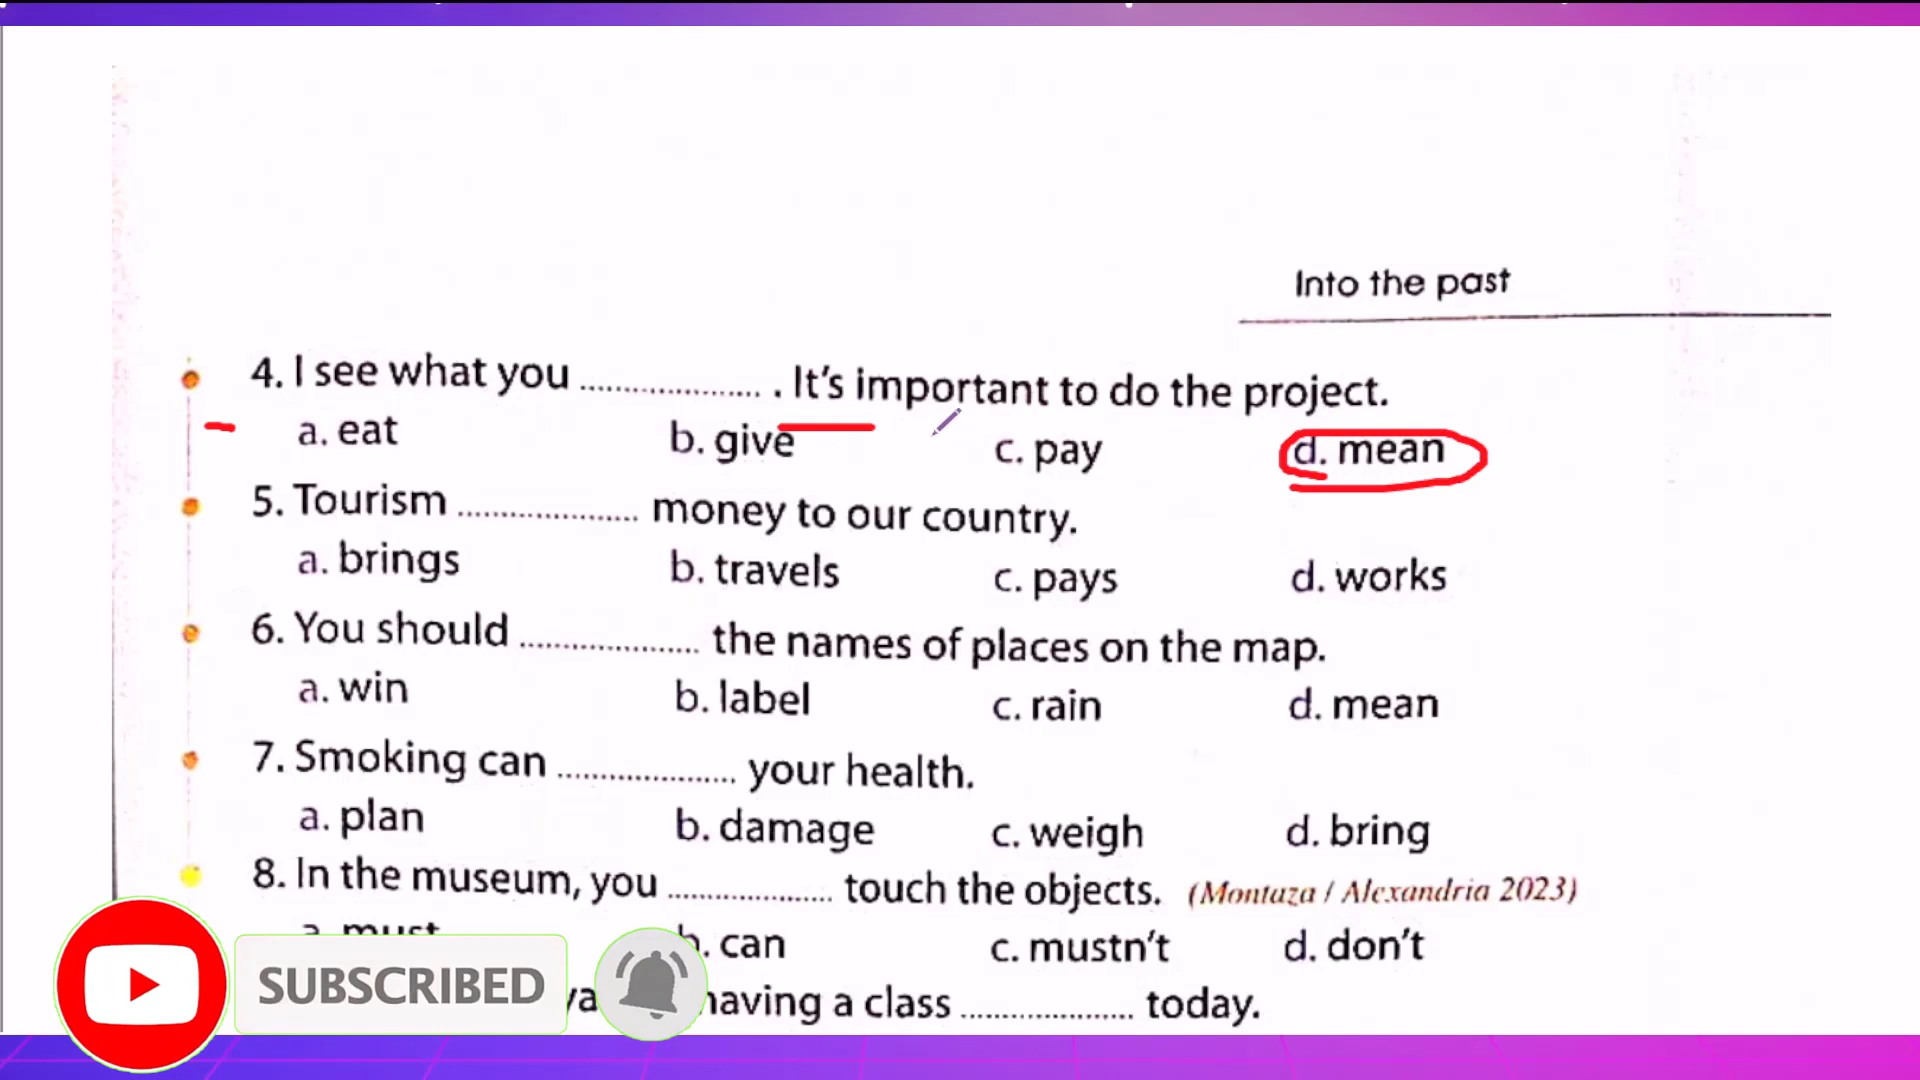 Into the past
4. I see what you .................... . It's important to do the project.
a. eat b. give c. pay d. mean
5. Tourism .................... money to our country.
a. brings b. travels c. pays d. works
6. You should .................... the names of places on the map.
a. win b. label c. rain d. mean
7. Smoking can .................... your health.
a. plan b. damage c. weigh d. bring
8. In the museum, you .................... touch the objects. (Montaza / Alexandria 2023)
a. must b. can c. mustn't d. don't
having a class .................... today.
SUBSCRIBED